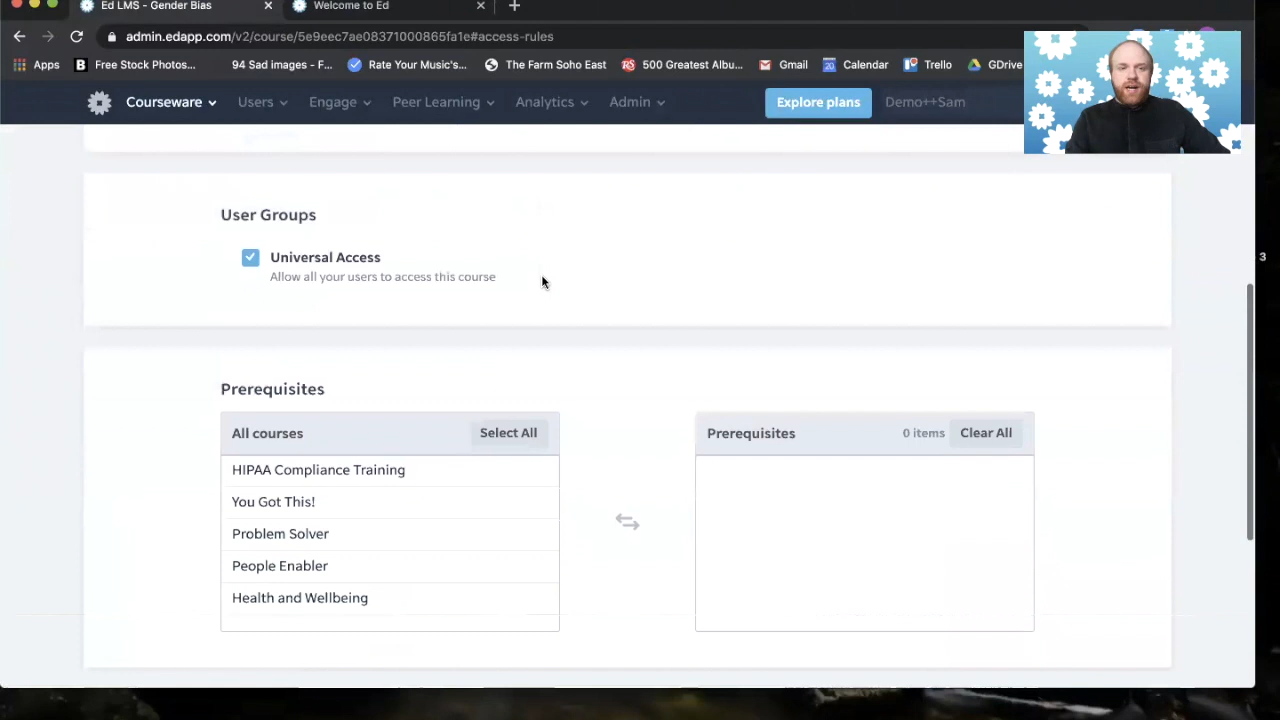 Ed LMS - Gender Bias
Welcome to Ed
admin.edapp.com/v2/course/5e9eec7ae08371000865fa1e#access-rules
Apps
Free Stock Photos...
94 Sad images - F...
Rate Your Music's...
The Farm Soho East
500 Greatest Albu...
Gmail
Calendar
Trello
GDrive
Courseware
Users
Engage
Peer Learning
Analytics
Admin
Explore plans
Demo++Sam
User Groups
Universal Access
Allow all your users to access this course
3
Prerequisites
All courses
Select All
Prerequisites
0 items
Clear All
HIPAA Compliance Training
You Got This!
Problem Solver
People Enabler
Health and Wellbeing